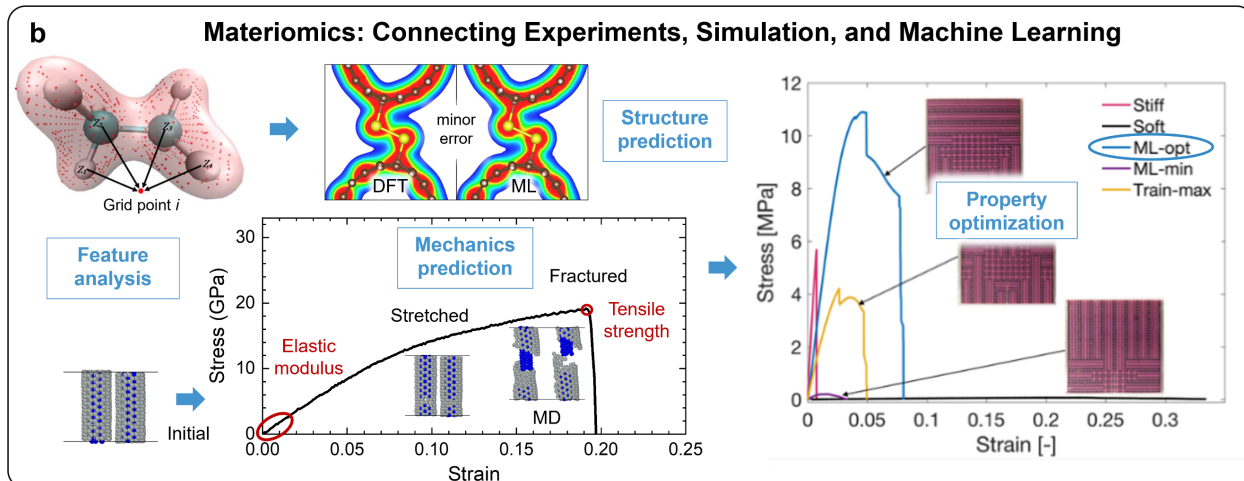 b
Materiomics: Connecting Experiments, Simulation, and Machine Learning
Z2
Z3
Z1
Z4
Grid point i
minor
error
DFT
ML
Structure
prediction
Feature
analysis
Initial
Mechanics
prediction
Fractured
Stretched
Tensile
strength
Elastic
modulus
MD
Stress (GPa)
30
20
10
0
0.00 0.05 0.10 0.15 0.20 0.25
Strain
Stress [MPa]
12
10
8
6
4
2
0
0 0.05 0.1 0.15 0.2 0.25 0.3
Strain [-]
Stiff
Soft
ML-opt
ML-min
Train-max
Property
optimization